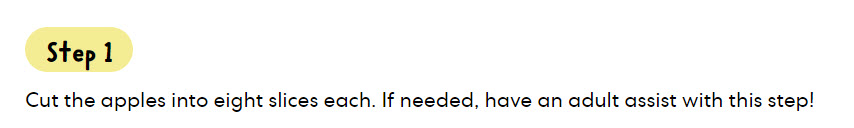 Step 1
Cut the apples into eight slices each. If needed, have an adult assist with this step!